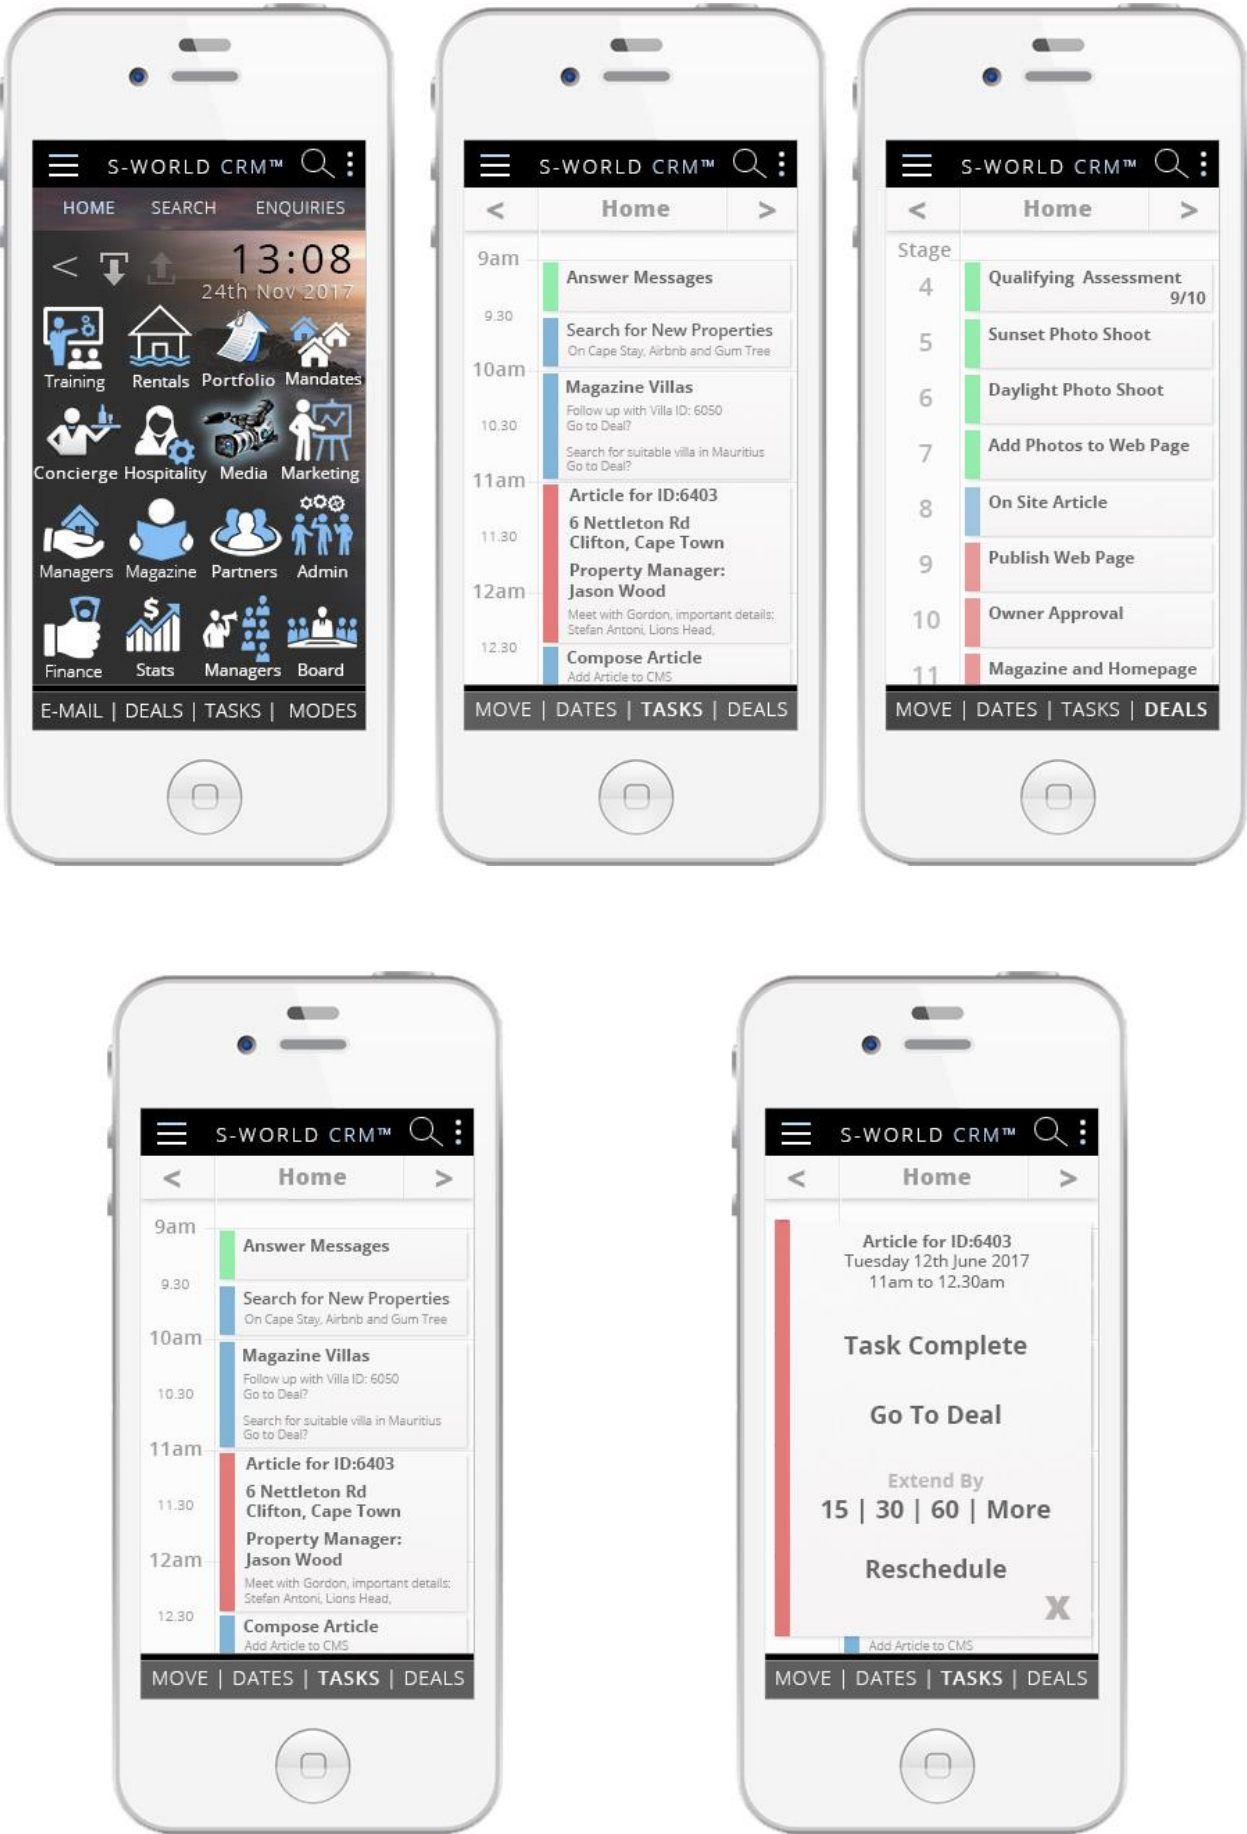 S-WORLD CRM™
HOME SEARCH ENQUIRIES
13:08
24th Nov 2017
Training Rentals Portfolio Mandates
Concierge Hospitality Media Marketing
Managers Magazine Partners Admin
Finance Stats Managers Board
E-MAIL | DEALS | TASKS | MODES
S-WORLD CRM™
< Home >
9am
Answer Messages
9.30
Search for New Properties
On Cape Stay, Airbnb and Gum Tree
10am
Magazine Villas
Follow up with Villa ID: 6050
10.30
Go to Deal?
Search for suitable villa in Mauritius
Go to Deal?
11am
Article for ID:6403
6 Nettleton Rd
11.30
Clifton, Cape Town
Property Manager:
12am
Jason Wood
Meet with Gordon, important details:
Stefan Antoni, Lions Head,
12.30
Compose Article
Add Article to CMS
MOVE | DATES | TASKS | DEALS
S-WORLD CRM™
< Home >
Stage
4 Qualifying Assessment
9/10
5 Sunset Photo Shoot
6 Daylight Photo Shoot
7 Add Photos to Web Page
8 On Site Article
9 Publish Web Page
10 Owner Approval
11 Magazine and Homepage
MOVE | DATES | TASKS | DEALS
S-WORLD CRM™
< Home >
9am
Answer Messages
9.30
Search for New Properties
On Cape Stay, Airbnb and Gum Tree
10am
Magazine Villas
Follow up with Villa ID: 6050
10.30
Go to Deal?
Search for suitable villa in Mauritius
Go to Deal?
11am
Article for ID:6403
6 Nettleton Rd
11.30
Clifton, Cape Town
Property Manager:
12am
Jason Wood
Meet with Gordon, important details:
Stefan Antoni, Lions Head,
12.30
Compose Article
Add Article to CMS
MOVE | DATES | TASKS | DEALS
S-WORLD CRM™
< Home >
Article for ID:6403
Tuesday 12th June 2017
11am to 12.30am
Task Complete
Go To Deal
Extend By
15 | 30 | 60 | More
Reschedule
X
Add Article to CMS
MOVE | DATES | TASKS | DEALS